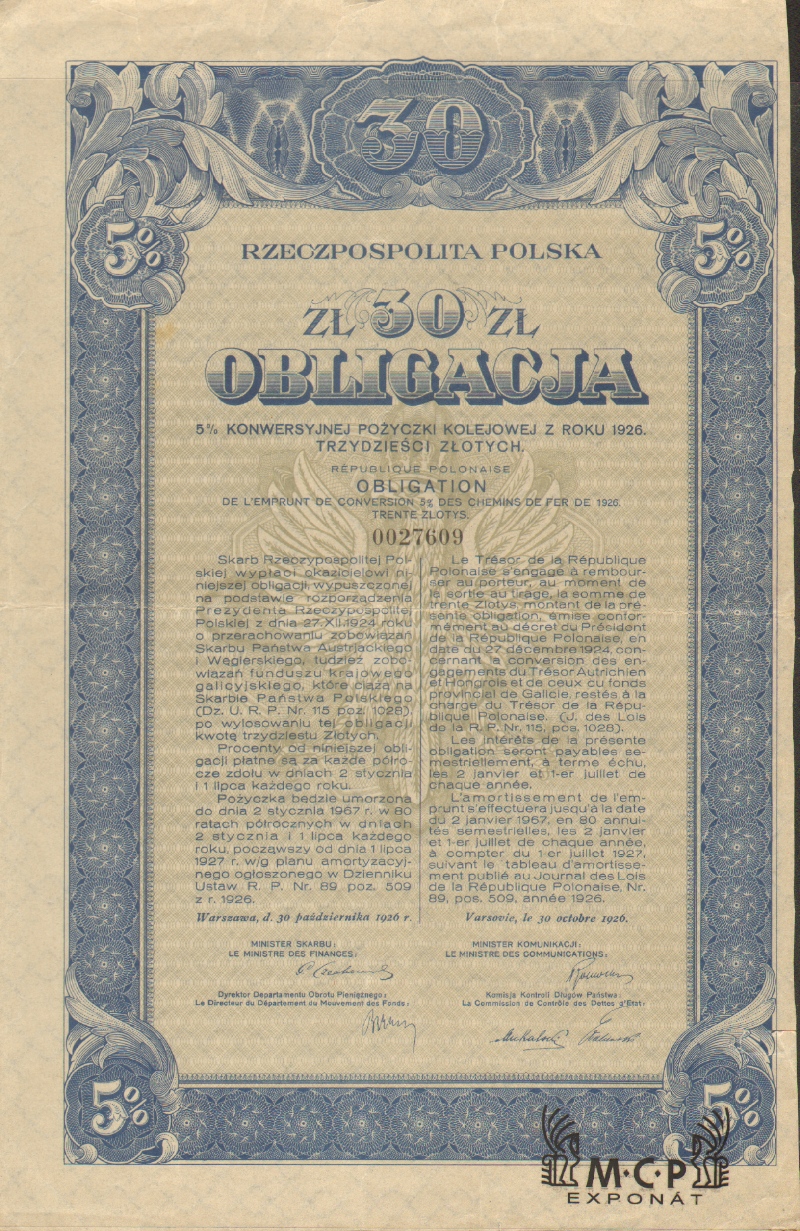 30
5%
5%
RZECZPOSPOLITA POLSKA
ZŁ 30 ZŁ
OBLIGACJA
5% KONWERSYJNEJ POŻYCZKI KOLEJOWEJ Z ROKU 1926.
TRZYDZIEŚCI ZŁOTYCH.
RÉPUBLIQUE POLONAISE
OBLIGATION
DE L'EMPRUNT DE CONVERSION 5% DES CHEMINS DE FER DE 1926.
TRENTE ZLOTYS.
0027609
Skarb Rzeczypospolitej Pol-
skiej wypłaci okazicielowi ni-
niejszej obligacji, wypuszczonej
na podstawie rozporządzenia
Prezydenta Rzeczypospolitej
Polskiej z dnia 27.XII.1924 roku
o przerachowaniu zobowiązań
Skarbu Państwa Austrjackiego
i Węgierskiego, tudzież zobo-
wiązań funduszu krajowego
galicyjskiego, które ciążą na
Skarbie Państwa Polskiego
(Dz. U. R. P. Nr. 115 poz. 1028),
po wylosowaniu tej obligacji
kwotę trzydziestu Złotych.
Procenty od niniejszej obli-
gacji płatne są za każde półro-
cze zdołu w dniach 2 stycznia
i 1 lipca każdego roku.
Pożyczka będzie umorzona
do dnia 2 stycznia 1967 r. w 80
ratach półrocznych w dniach
2 stycznia i 1 lipca każdego
roku, począwszy od dnia 1 lipca
1927 r. w/g planu amortyzacyj-
nego ogłoszonego w Dzienniku
Ustaw R. P. Nr. 89 poz. 509
z r. 1926.
Warszawa, d. 30 października 1926 r.
Le Trésor de la République
Polonaise s'engage à rembour-
ser au porteur, au moment de
la sortie au tirage, la somme de
trente Zlotys, montant de la pré-
sente obligation, émise confor-
mément au décret du Président
de la République Polonaise, en
date du 27 décembre 1924, con-
cernant la conversion des en-
gagements du Trésor Autrichien
et Hongrois et de ceux du fonds
provincial de Galicie, restés à la
charge du Trésor de la Répu-
blique Polonaise. (J. des Lois
de la R. P. Nr. 115, pos. 1028).
Les intérêts de la présente
obligation seront payables se-
mestriellement, à terme échu,
les 2 janvier et 1-er juillet de
chaque année.
L'amortissement de l'em-
prunt s'effectuera jusqu'à la date
du 2 janvier 1967, en 80 annui-
tés semestrielles, les 2 janvier
et 1-er juillet de chaque année,
à compter du 1-er juillet 1927,
suivant le tableau d'amortisse-
ment publié au Journal des Lois
de la République Polonaise, Nr.
89, pos. 509, année 1926.
Varsovie, le 30 octobre 1926.
MINISTER SKARBU:
LE MINISTRE DES FINANCES:
MINISTER KOMUNIKACJI:
LE MINISTRE DES COMMUNICATIONS:
Dyrektor Departamentu Obrotu Pieniężnego:
Le Directeur du Département du Mouvement des Fonds:
Komisja Kontroli Długów Państwa:
La Commission de Contrôle des Dettes d'Etat:
5%
5%
M·C·P
EXPONÁT